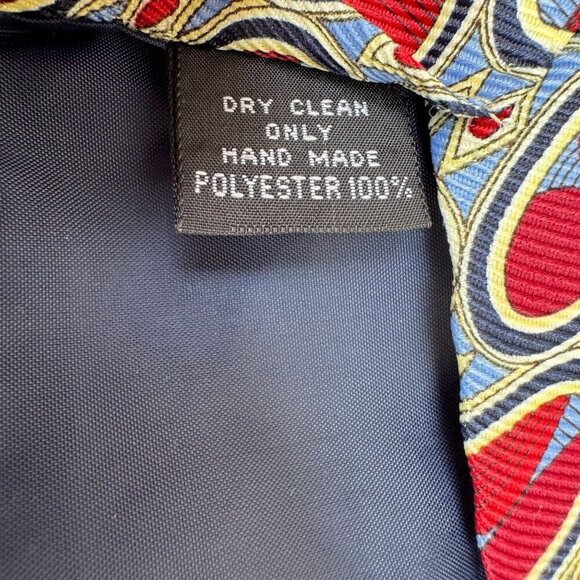 DRY CLEAN
ONLY
HAND MADE
POLYESTER 100%